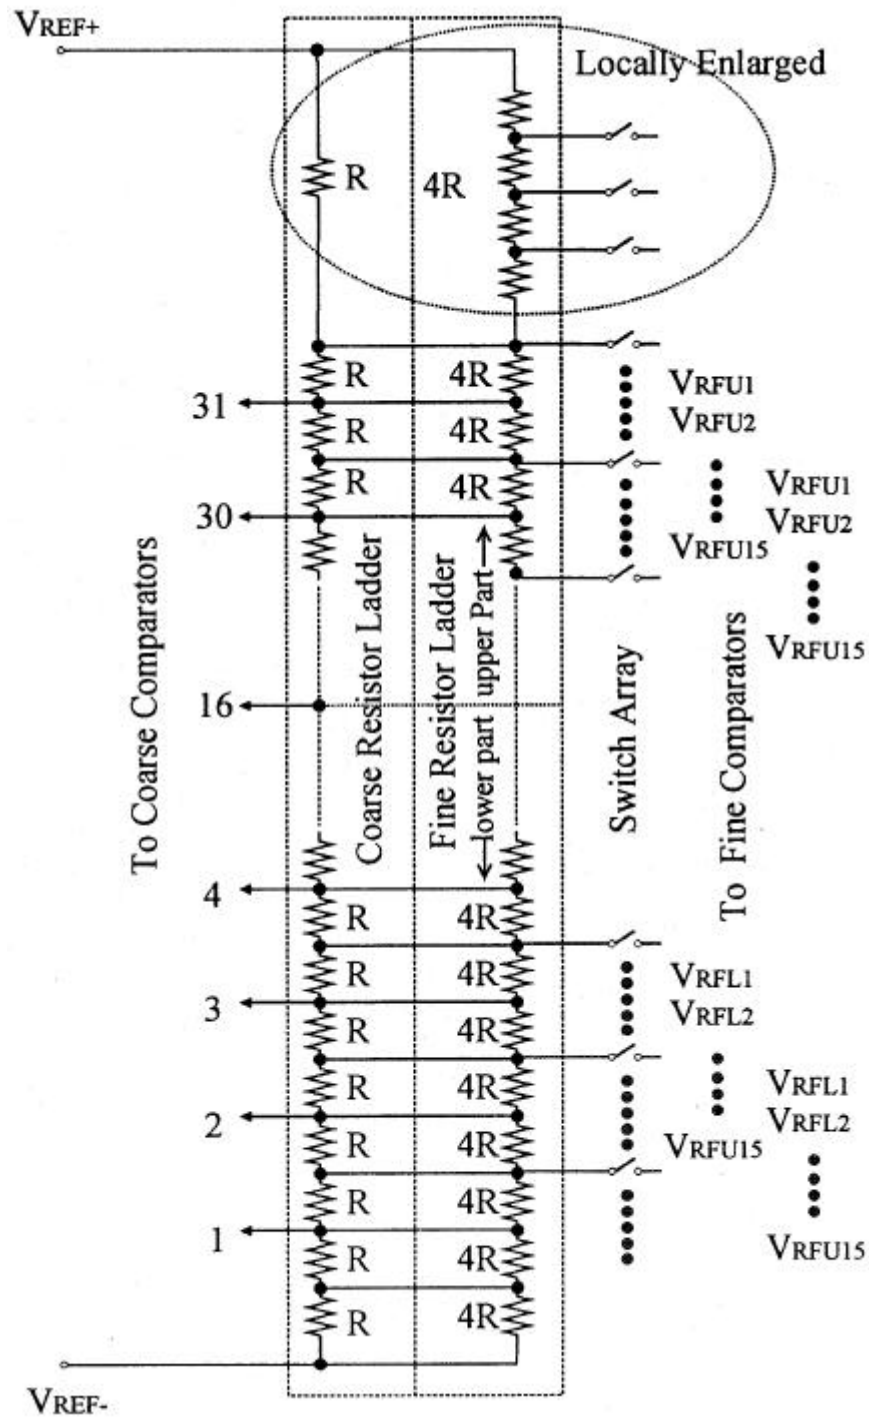 VREF+
Locally Enlarged
R
4R
R
4R
VRFU1
31
VRFU2
R
4R
R
4R
VRFU1
30
VRFU2
VRFU15
VRFU15
To Coarse Comparators
Coarse Resistor Ladder
Fine Resistor Ladder
lower part upper Part
Switch Array
To Fine Comparators
16
4
R
4R
R
4R
VRFL1
3
VRFL2
R
4R
R
4R
VRFL1
2
VRFL2
R
4R
VRFU15
R
4R
1
VRFU15
R
4R
R
4R
VREF-